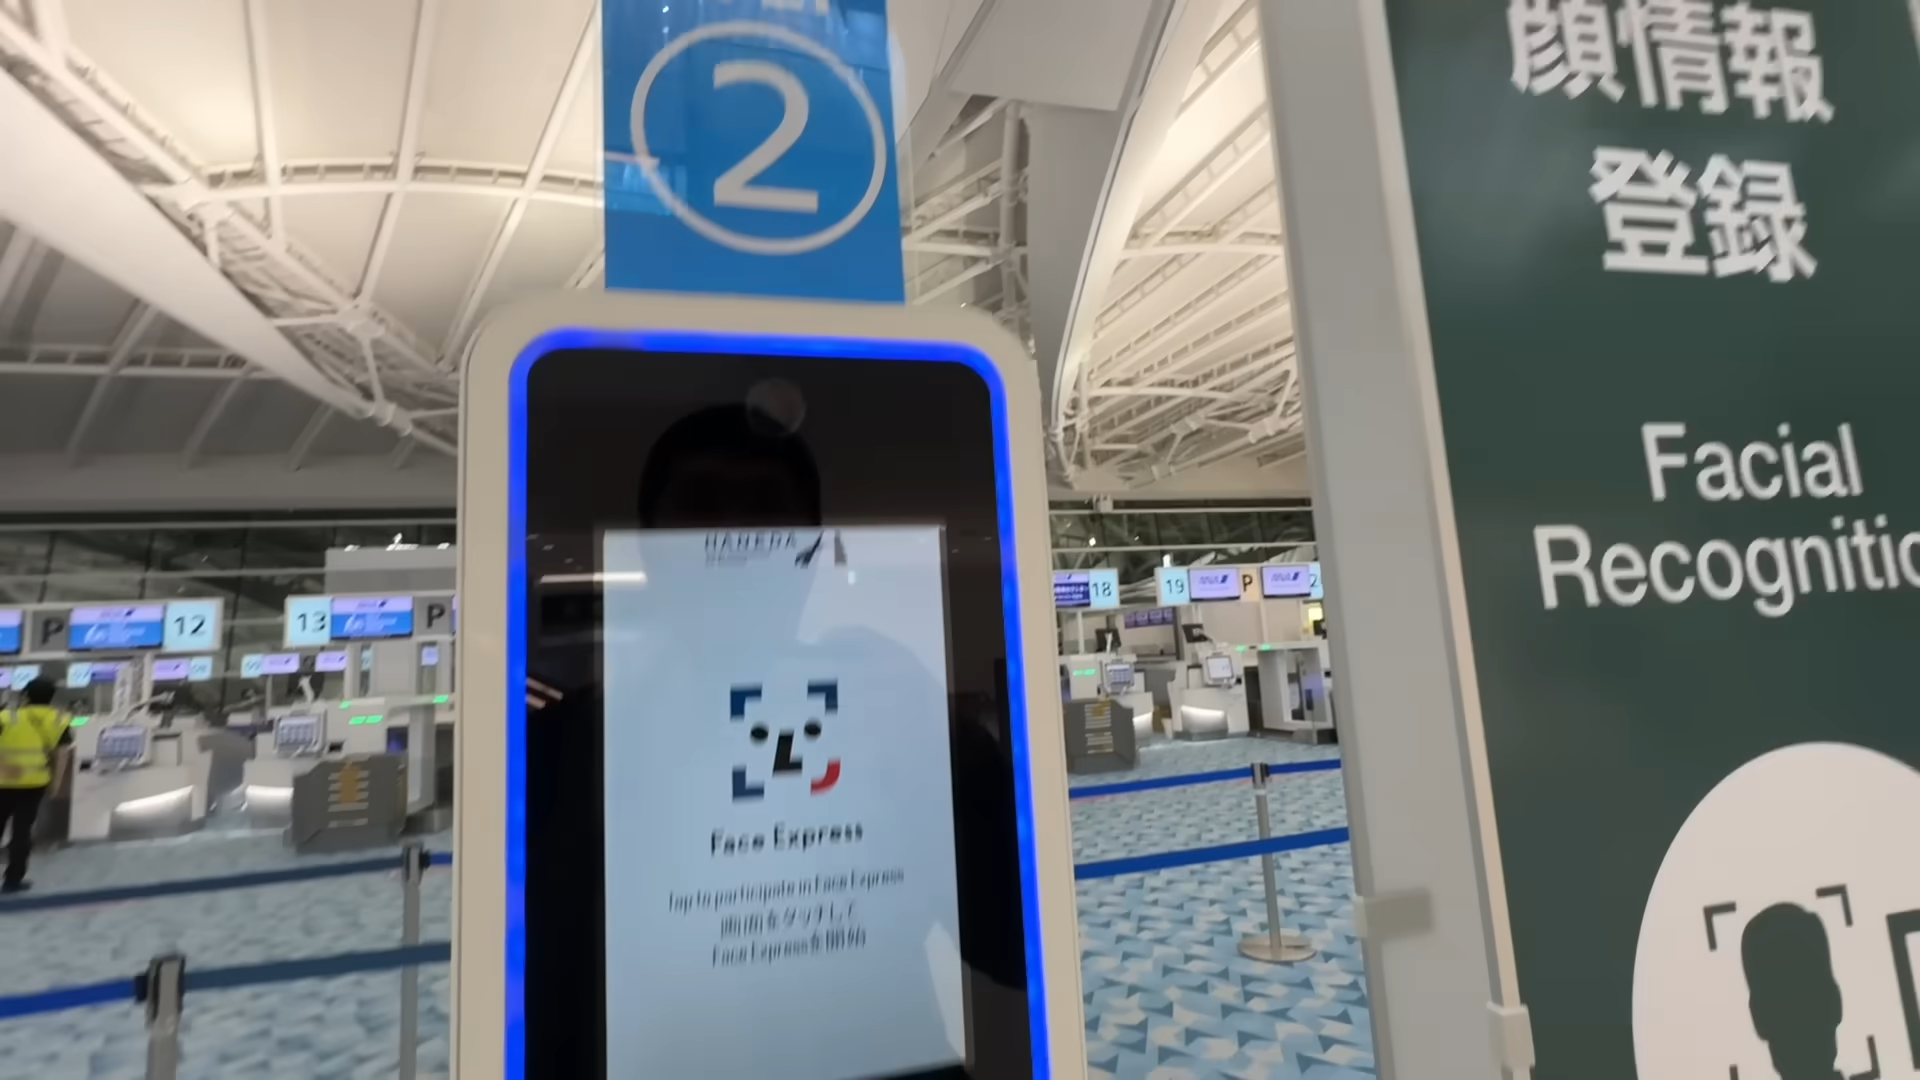 ②
顔情報
登録
Facial
Recognitio
HANEDA
Face Express
Tap to participate in Face Express
画面をタッチして
Face Expressを開始
P
12
13
P
18
19
P
2